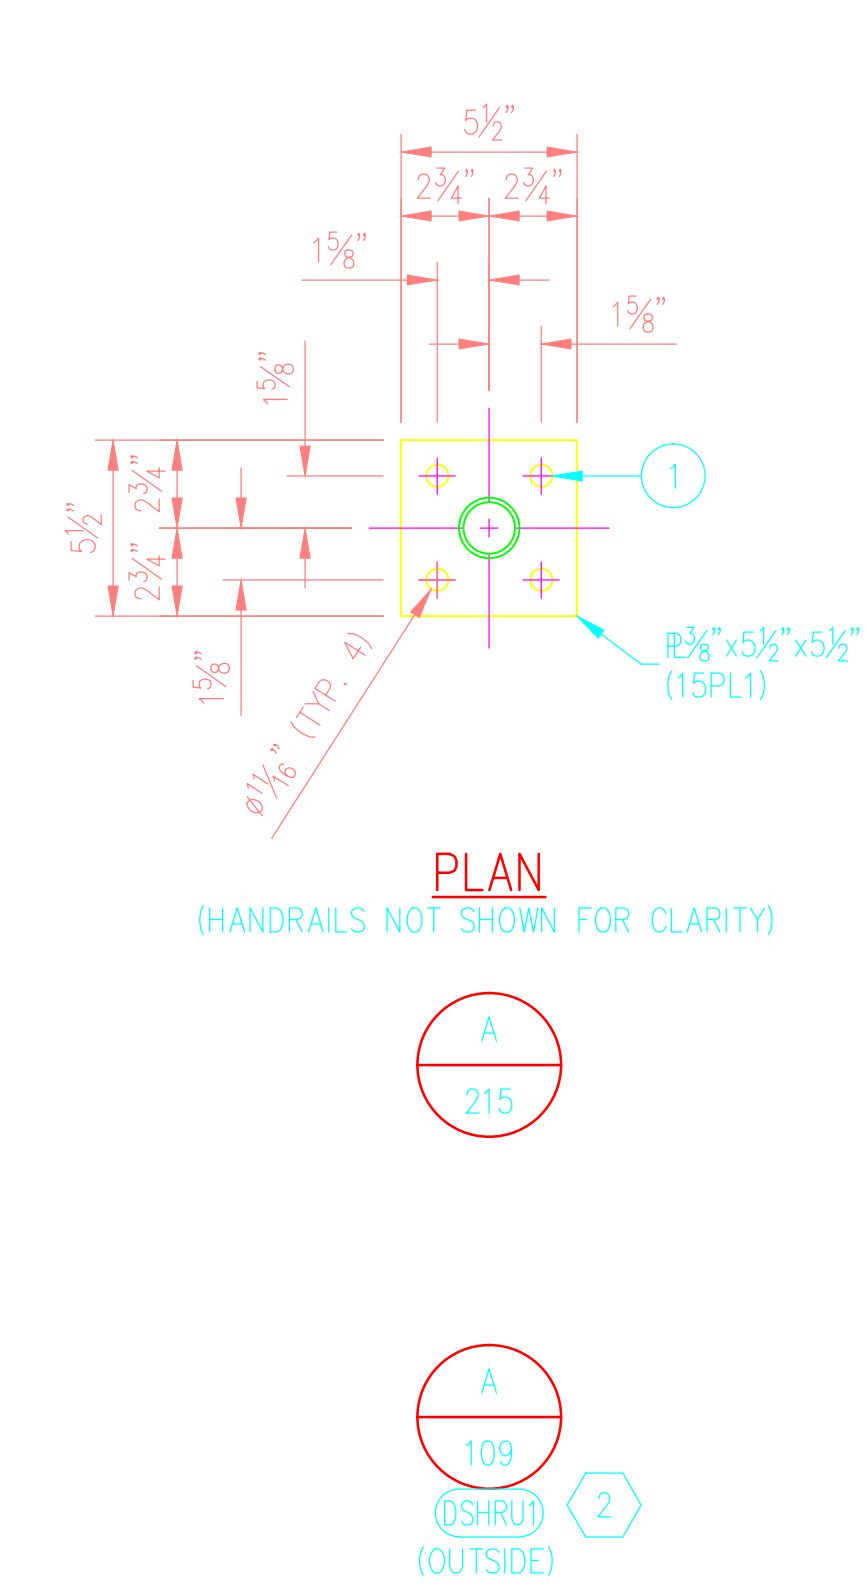 5½"
2¾" 2¾"
1⅝"
1⅝"
1⅝"
2¾"
5½"
2¾"
1⅝"
1
⅊⅜"x5½"x5½"
(15PL1)
Ø11/16" (TYP. 4)
PLAN
(HANDRAILS NOT SHOWN FOR CLARITY)
A
215
A
109
DSHRU1 2
(OUTSIDE)